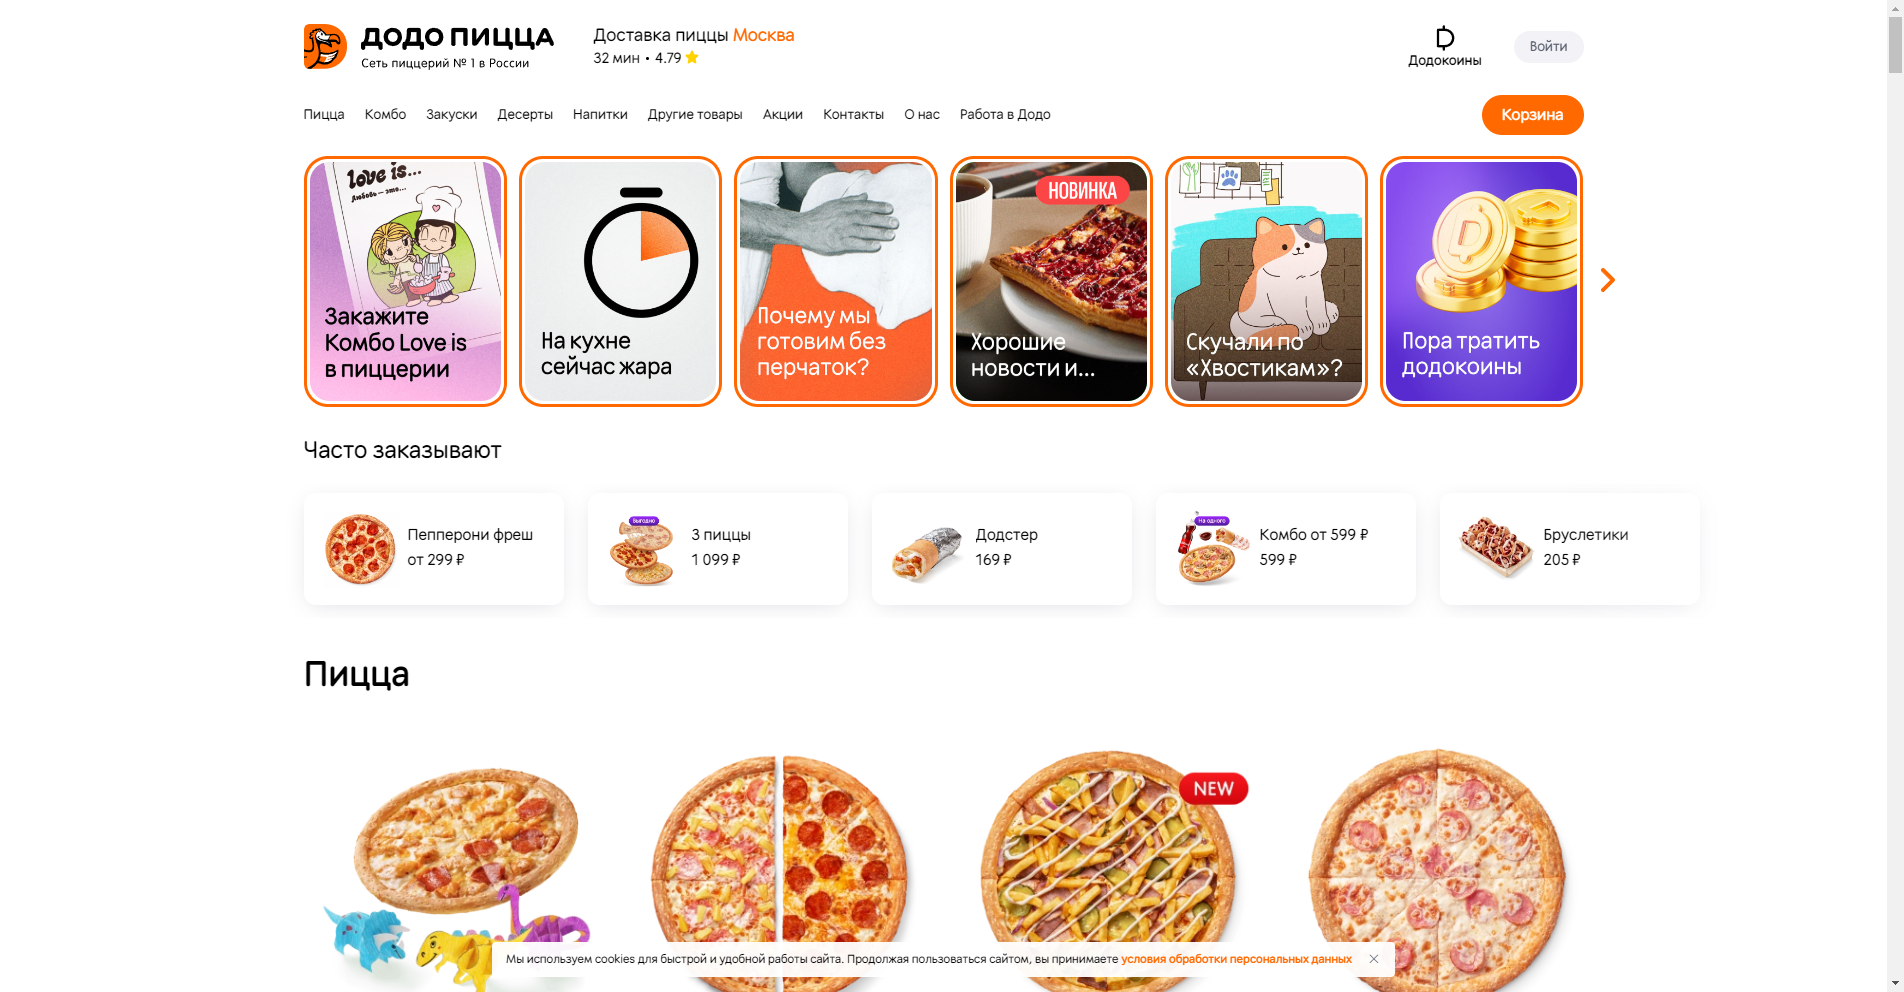 ДОДО ПИЦЦА
Сеть пиццерий № 1 в России
Доставка пиццы Москва
32 мин • 4.79
Додокоины
Войти
Пицца Комбо Закуски Десерты Напитки Другие товары Акции Контакты О нас Работа в Додо
Корзина
love is...
Любовь — это...
Закажите
Комбо Love is
в пиццерии
На кухне
сейчас жара
Почему мы
готовим без
перчаток?
НОВИНКА
Хорошие
новости и...
Скучали по
«Хвостикам»?
Пора тратить
додокоины
Часто заказывают
Пепперони фреш
от 299 ₽
Выгодно
3 пиццы
1 099 ₽
Додстер
169 ₽
На одного
Комбо от 599 ₽
599 ₽
Бруслетики
205 ₽
Пицца
NEW
Мы используем cookies для быстрой и удобной работы сайта. Продолжая пользоваться сайтом, вы принимаете условия обработки персональных данных